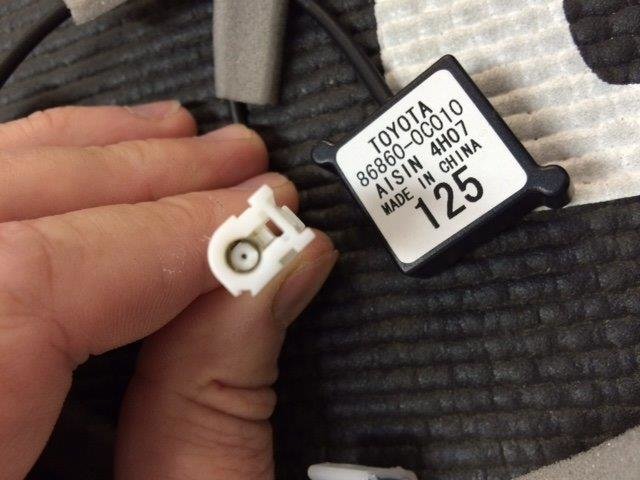 TOYOTA
86860-0C010
AISIN 4H07
MADE IN CHINA
125